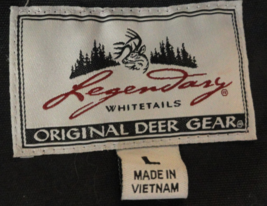 Legendary®
WHITETAILS
ORIGINAL DEER GEAR®
L
MADE IN
VIETNAM